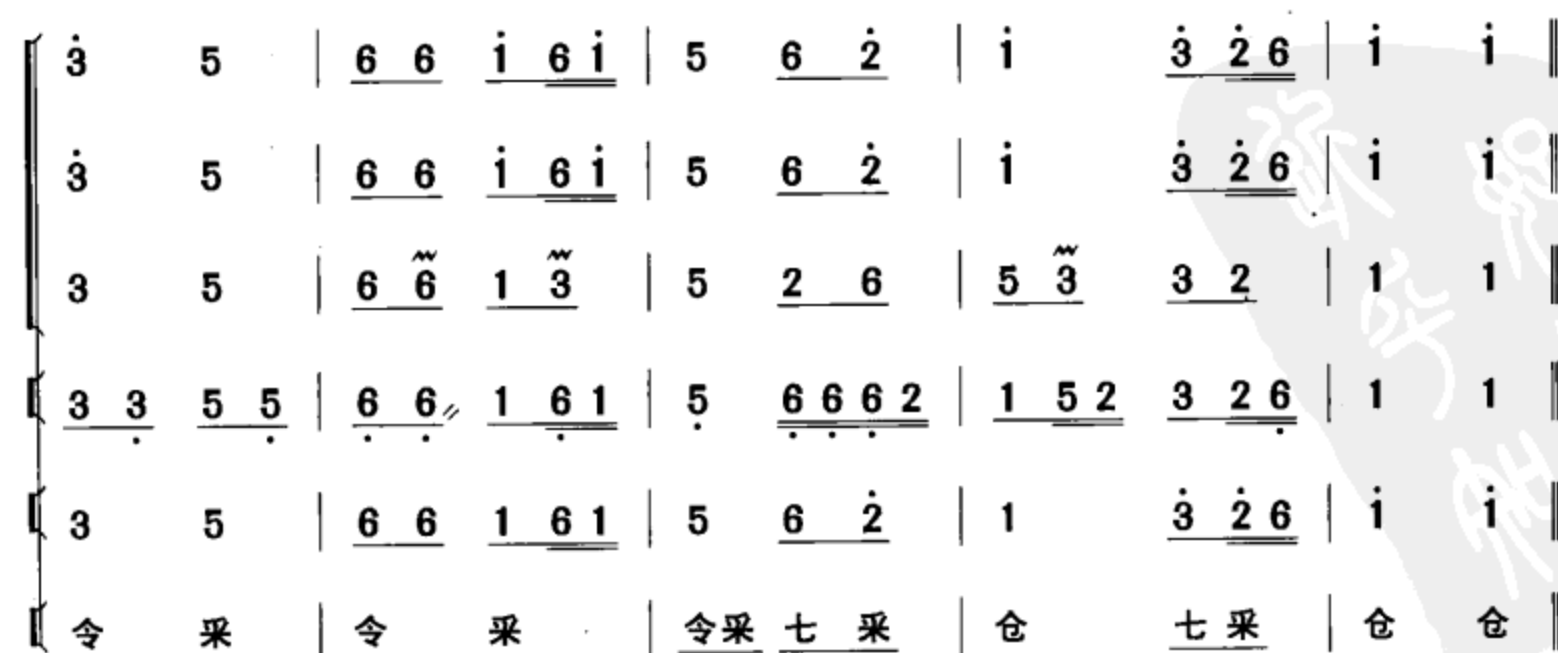 3̇ 5 | 6 6 1̇ 6 1̇ | 5 6 2̇ | 1̇ 3̇ 2̇ 6 | 1̇ 1̇ ‖
3̇ 5 | 6 6 1̇ 6 1̇ | 5 6 2̇ | 1̇ 3̇ 2̇ 6 | 1̇ 1̇ ‖
3 5 | 6 6 1 3 | 5 2 6 | 5 3 3 2 | 1 1 ‖
3 3̣ 5 5̣ | 6̣ 6̣ 1 6̣ 1 | 5̣ 6̣ 6̣ 6̣ 2 | 1 5 2 3 2 6̣ | 1 1 ‖
3 5 | 6 6 1 6 1 | 5 6 2̇ | 1 3̇ 2̇ 6 | 1̇ 1̇ ‖
令 采 | 令 采 | 令采 七 采 | 仓 七采 | 仓 仓 ‖